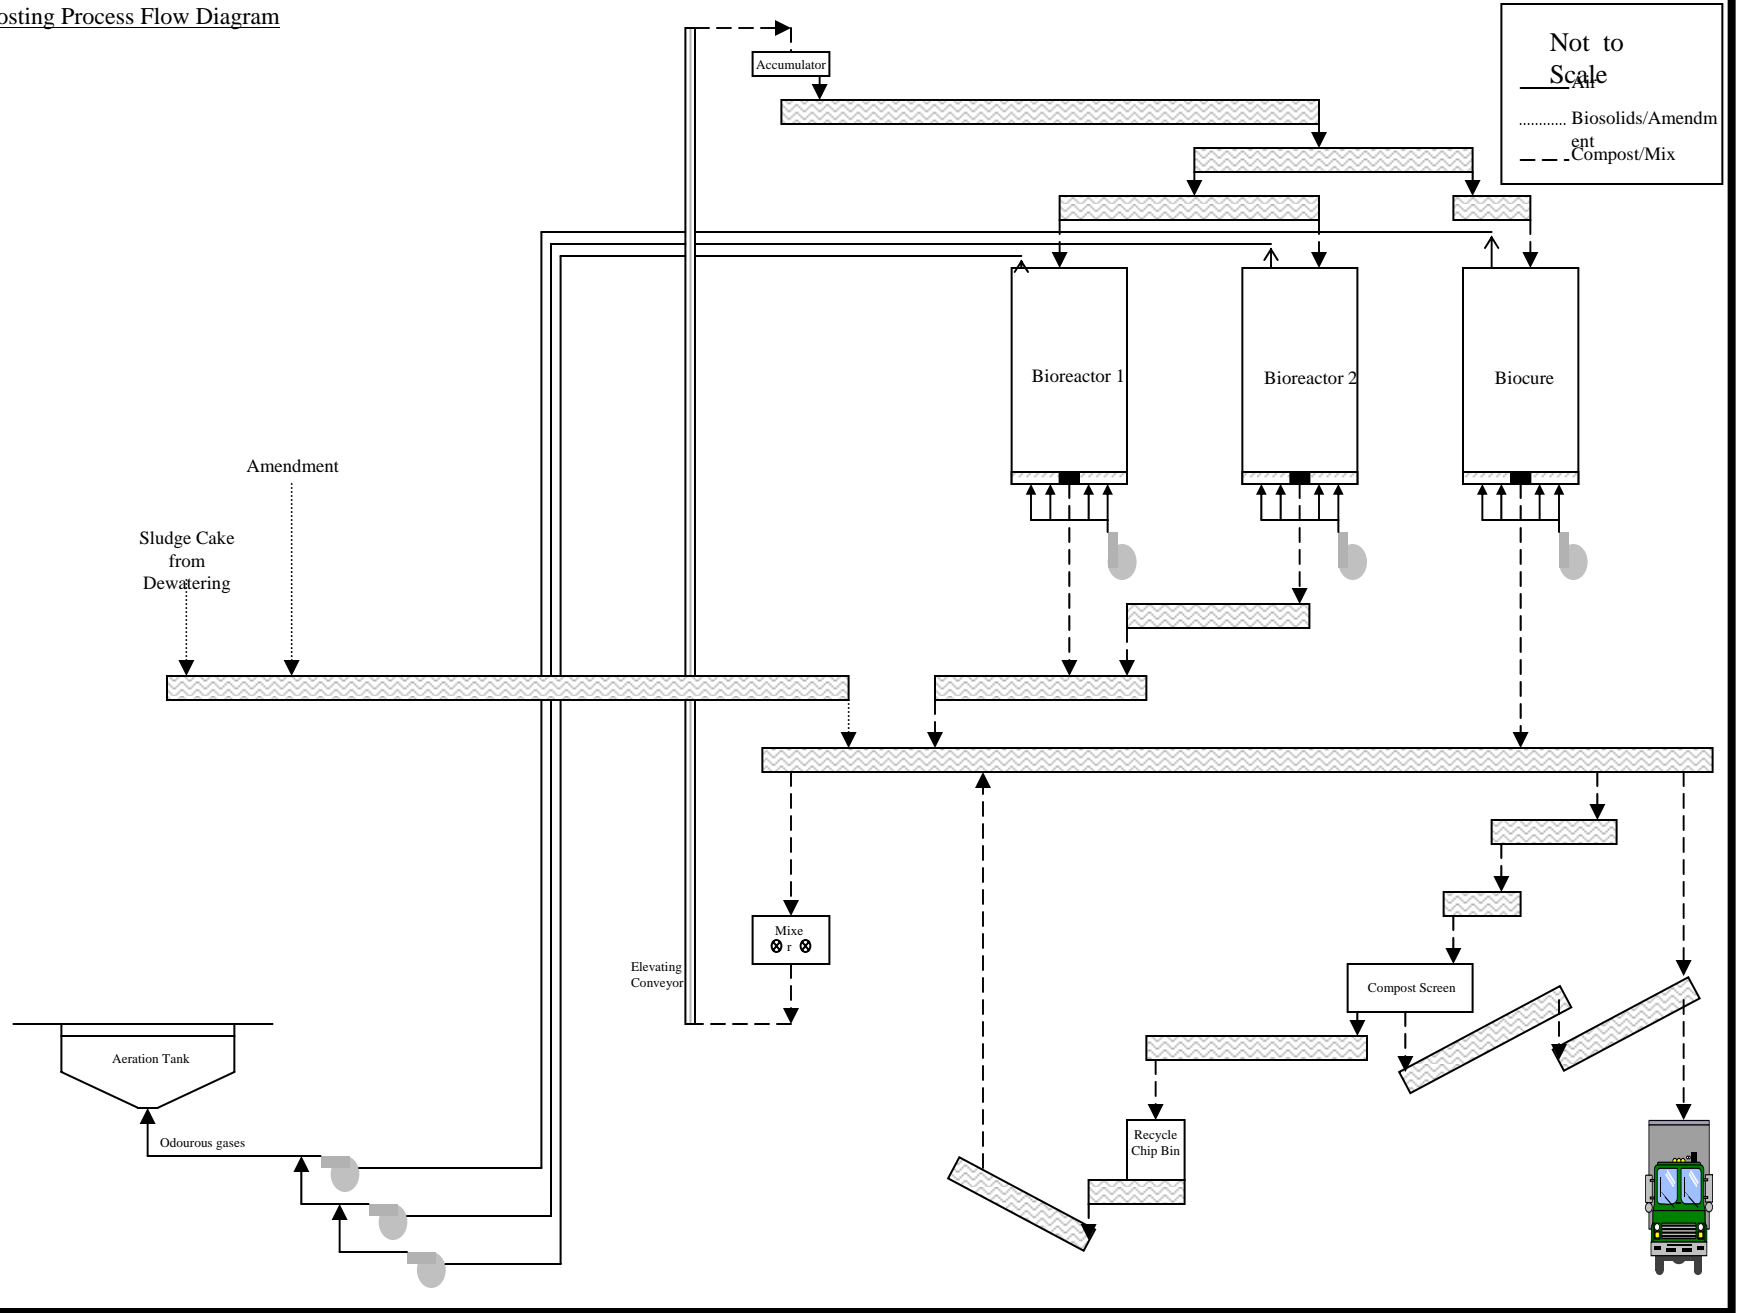 osting Process Flow Diagram
Not to
Scale
Air
Biosolids/Amendm
ent
Compost/Mix
Accumulator
Bioreactor 1
Bioreactor 2
Biocure
Amendment
Sludge Cake
from
Dewatering
Mixe
r
Elevating
Conveyor
Compost Screen
Aeration Tank
Recycle
Chip Bin
Odourous gases